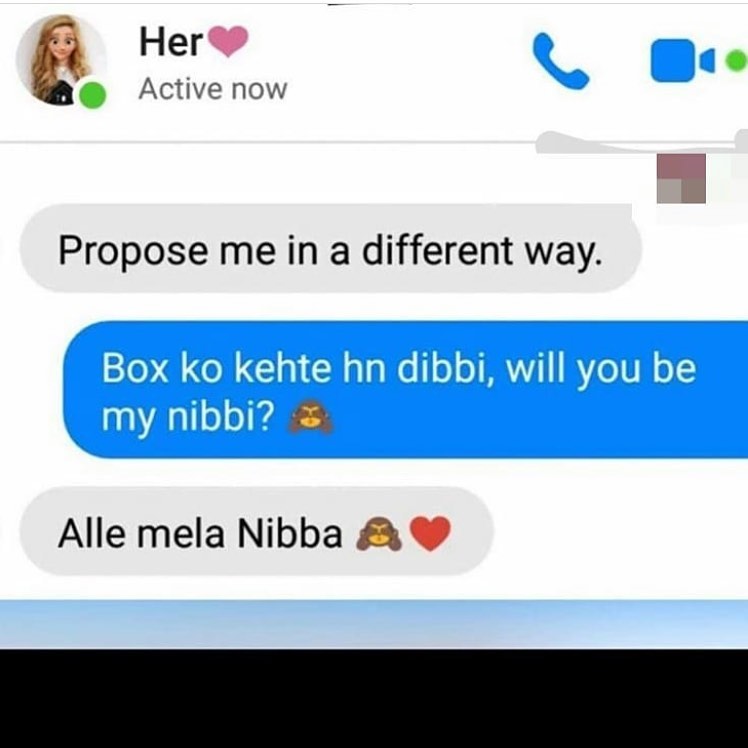 Her🩷
Active now
Propose me in a different way.
Box ko kehte hn dibbi, will you be
my nibbi? 🙈
Alle mela Nibba 🙈❤️